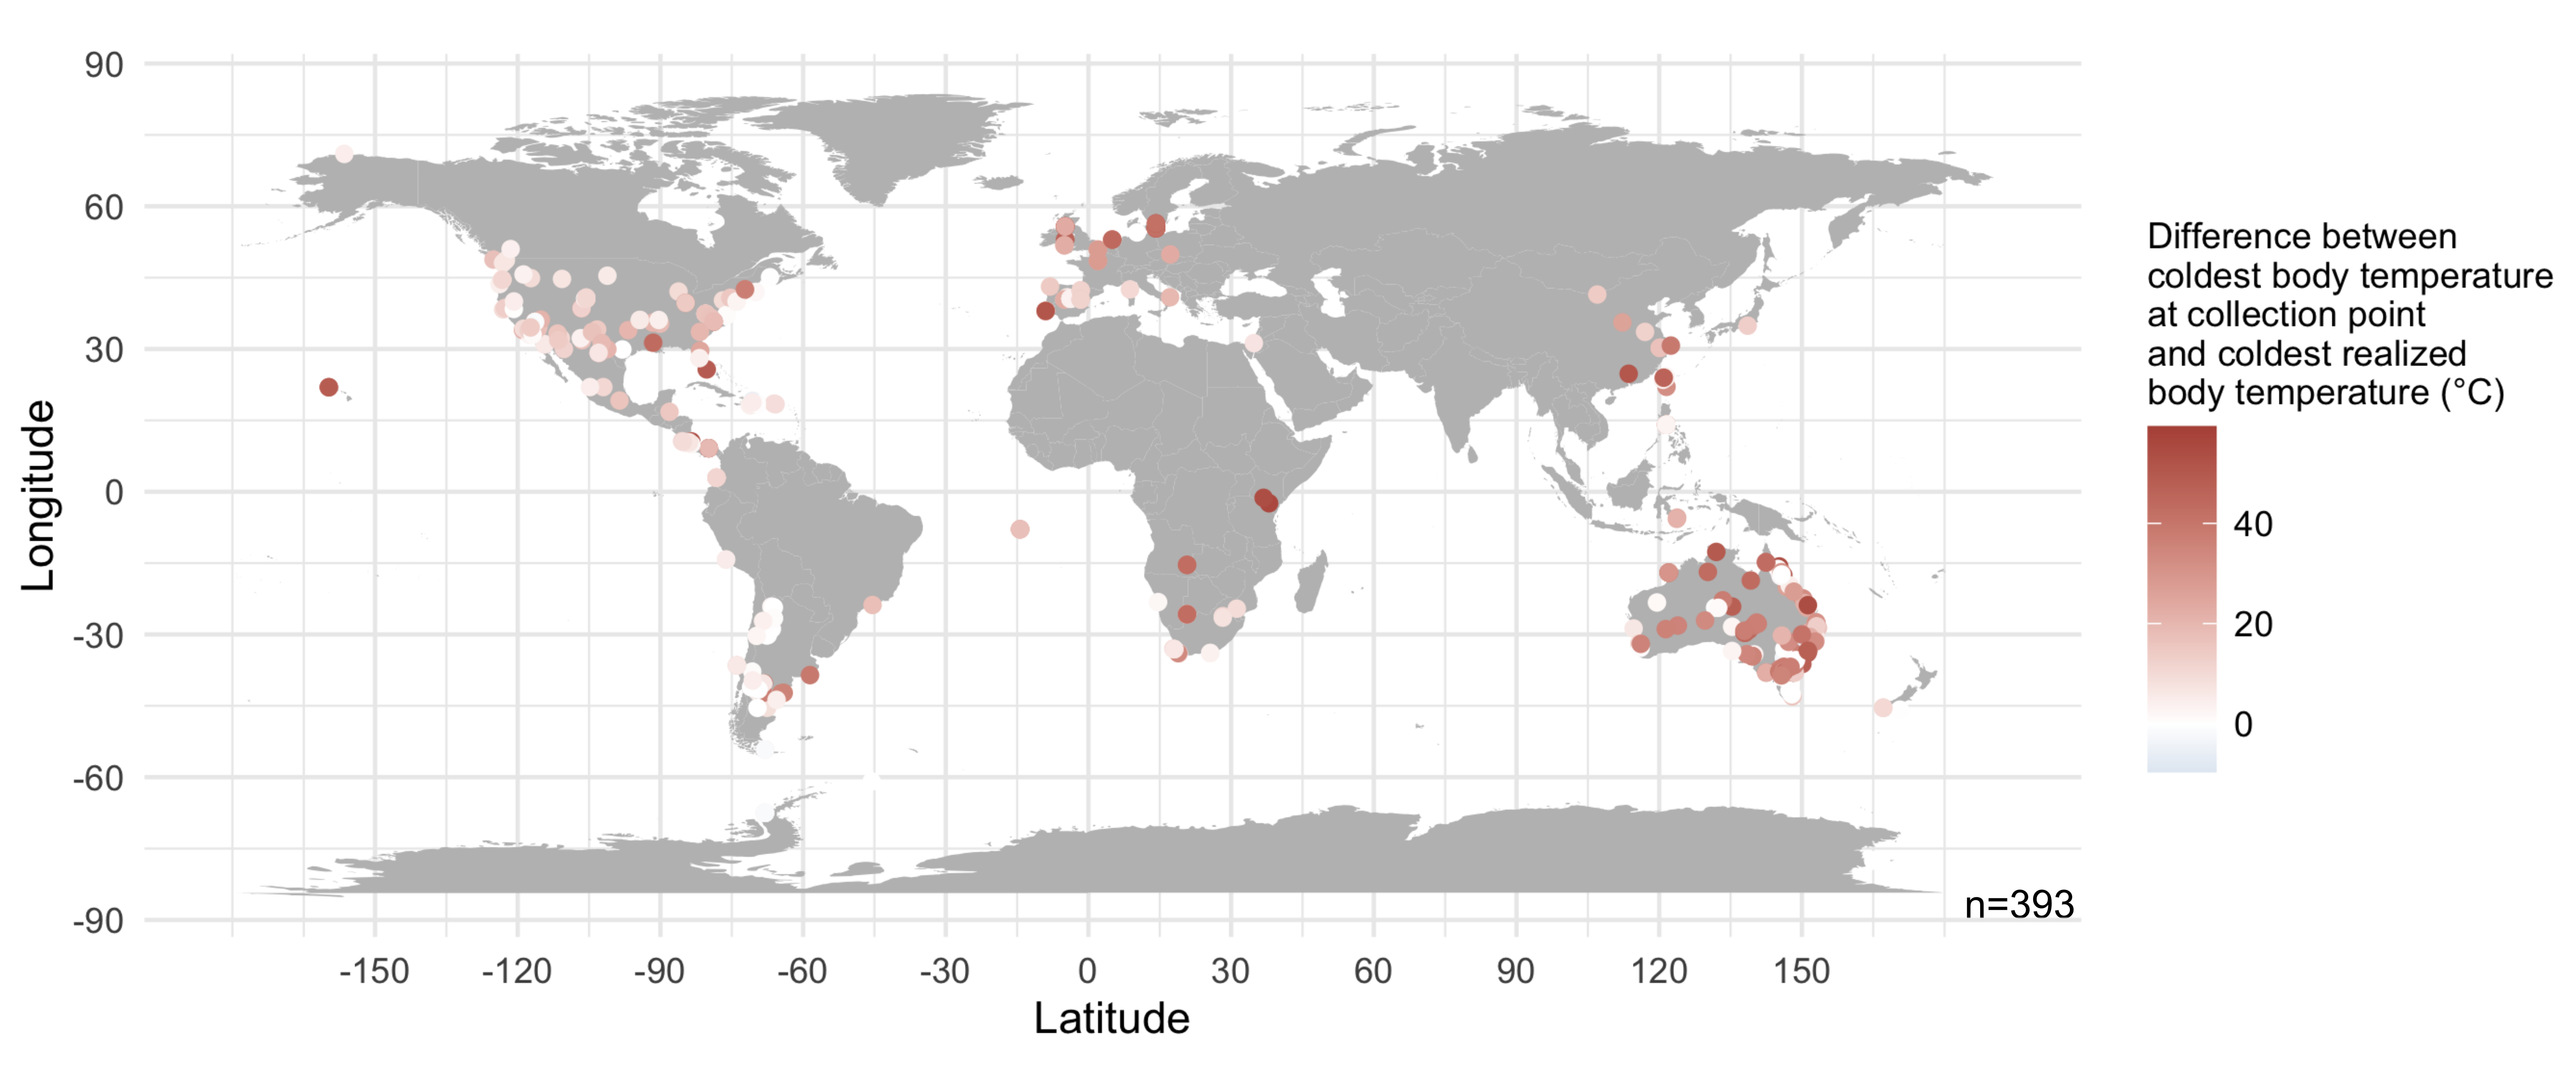 90
60
30
0
-30
-60
-90
Longitude
-150
-120
-90
-60
-30
0
30
60
90
120
150
Latitude
n=393
Difference between
coldest body temperature
at collection point
and coldest realized
body temperature (°C)
40
20
0